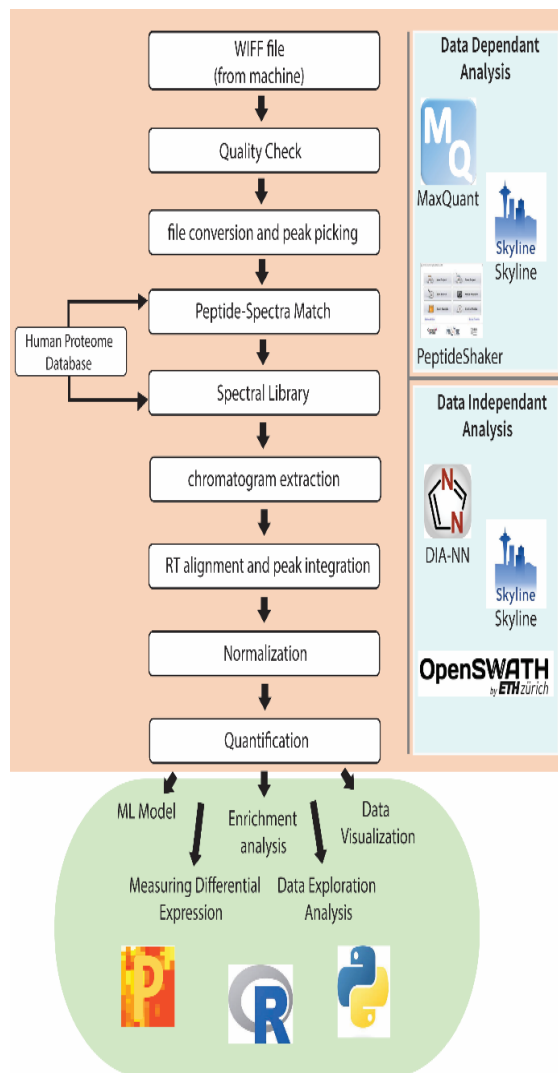 WIFF file
(from machine)
Quality Check
file conversion and peak picking
Peptide-Spectra Match
Human Proteome
Database
Spectral Library
chromatogram extraction
RT alignment and peak integration
Normalization
Quantification
Data Dependant
Analysis
MQ
MaxQuant
Skyline
Skyline
PeptideShaker
Data Independant
Analysis
N
N
DIA-NN
Skyline
Skyline
OpenSWATH
by ETH zürich
ML Model
Enrichment
analysis
Data
Visualization
Measuring Differential
Expression
Data Exploration
Analysis
P
R